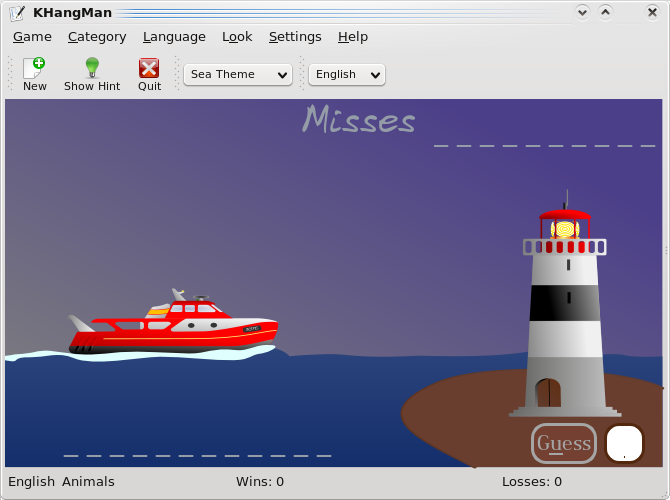 KHangMan
Game Category Language Look Settings Help
New Show Hint Quit Sea Theme English
Misses
_ _ _ _ _ _ _ _ _ _
Guess
_ _ _ _ _ _ _ _ _ _ _ _
English Animals Wins: 0 Losses: 0